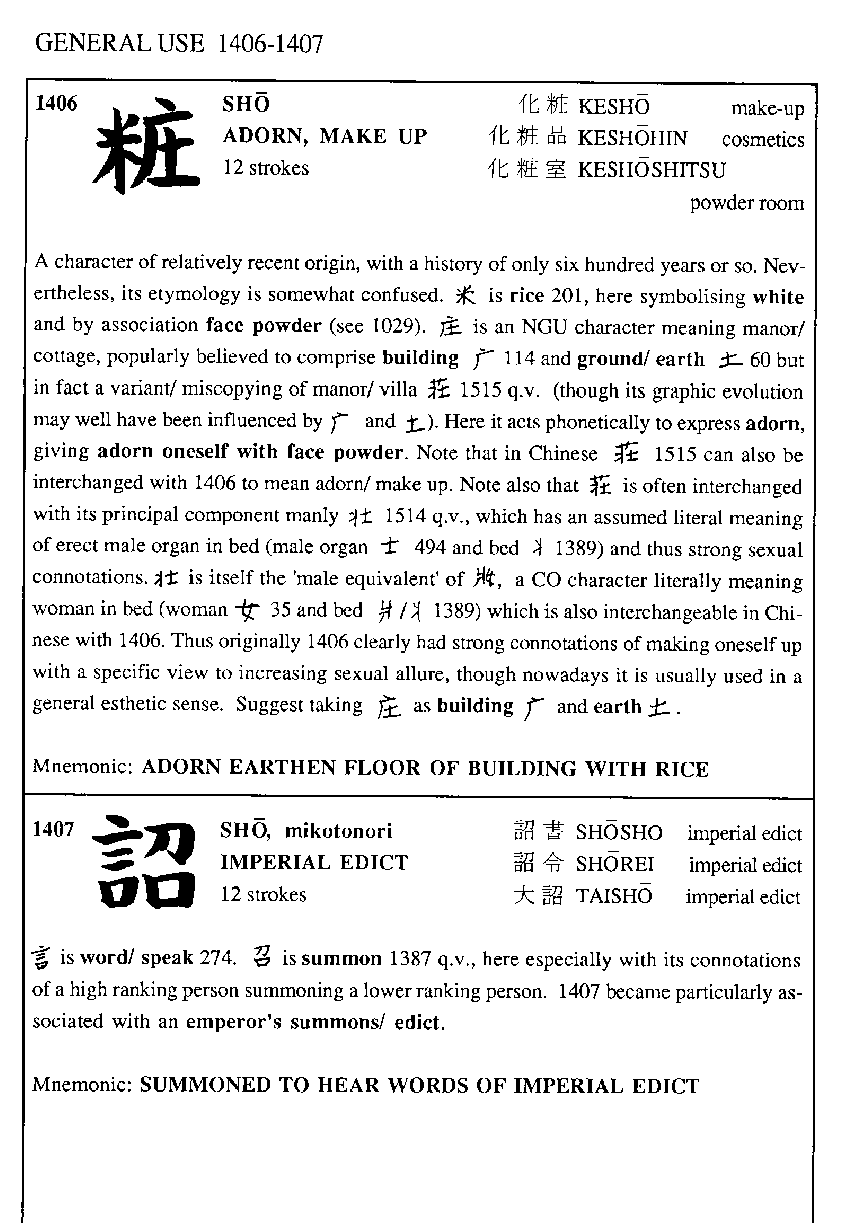 GENERAL USE 1406-1407
1406 粧 SHŌ 化粧 KESHŌ make-up
ADORN, MAKE UP 化粧品 KESHŌHIN cosmetics
12 strokes 化粧室 KESHŌSHITSU
powder room
A character of relatively recent origin, with a history of only six hundred years or so. Nev-
ertheless, its etymology is somewhat confused. 米 is rice 201, here symbolising white
and by association face powder (see 1029). 庄 is an NGU character meaning manor/
cottage, popularly believed to comprise building 广 114 and ground/ earth 土 60 but
in fact a variant/ miscopying of manor/ villa 荘 1515 q.v. (though its graphic evolution
may well have been influenced by 广 and 土). Here it acts phonetically to express adorn,
giving adorn oneself with face powder. Note that in Chinese 荘 1515 can also be
interchanged with 1406 to mean adorn/ make up. Note also that 荘 is often interchanged
with its principal component manly 壮 1514 q.v., which has an assumed literal meaning
of erect male organ in bed (male organ 士 494 and bed 丬 1389) and thus strong sexual
connotations. 壮 is itself the 'male equivalent' of 妝, a CO character literally meaning
woman in bed (woman 女 35 and bed 爿/丬 1389) which is also interchangeable in Chi-
nese with 1406. Thus originally 1406 clearly had strong connotations of making oneself up
with a specific view to increasing sexual allure, though nowadays it is usually used in a
general esthetic sense. Suggest taking 庄 as building 广 and earth 土.
Mnemonic: ADORN EARTHEN FLOOR OF BUILDING WITH RICE
1407 詔 SHŌ, mikotonori 詔書 SHŌSHO imperial edict
IMPERIAL EDICT 詔令 SHŌREI imperial edict
12 strokes 大詔 TAISHŌ imperial edict
言 is word/ speak 274. 召 is summon 1387 q.v., here especially with its connotations
of a high ranking person summoning a lower ranking person. 1407 became particularly as-
sociated with an emperor's summons/ edict.
Mnemonic: SUMMONED TO HEAR WORDS OF IMPERIAL EDICT